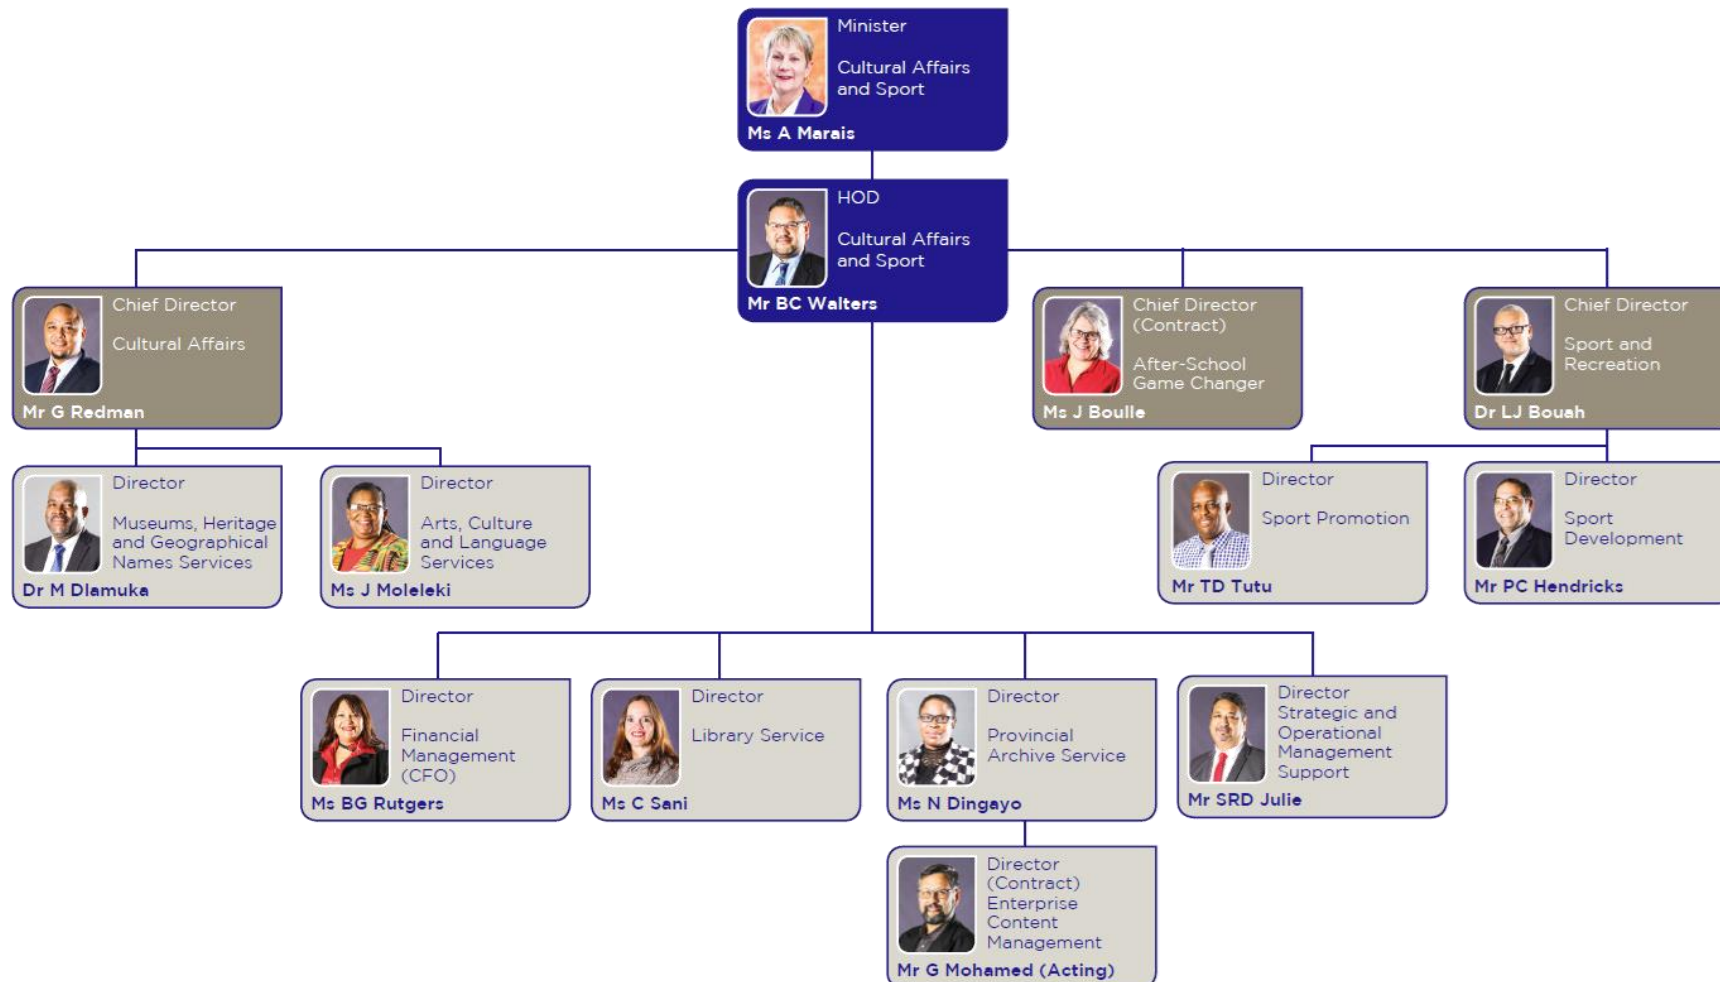 Minister
Cultural Affairs
and Sport
Ms A Marais
HOD
Cultural Affairs
and Sport
Mr BC Walters
Chief Director
Cultural Affairs
Mr G Redman
Chief Director
(Contract)
After-School
Game Changer
Ms J Boulle
Chief Director
Sport and
Recreation
Dr LJ Bouah
Director
Museums, Heritage
and Geographical
Names Services
Dr M Dlamuka
Director
Arts, Culture
and Language
Services
Ms J Moleleki
Director
Sport Promotion
Mr TD Tutu
Director
Sport
Development
Mr PC Hendricks
Director
Financial
Management
(CFO)
Ms BG Rutgers
Director
Library Service
Ms C Sani
Director
Provincial
Archive Service
Ms N Dingayo
Director
Strategic and
Operational
Management
Support
Mr SRD Julie
Director
(Contract)
Enterprise
Content
Management
Mr G Mohamed (Acting)